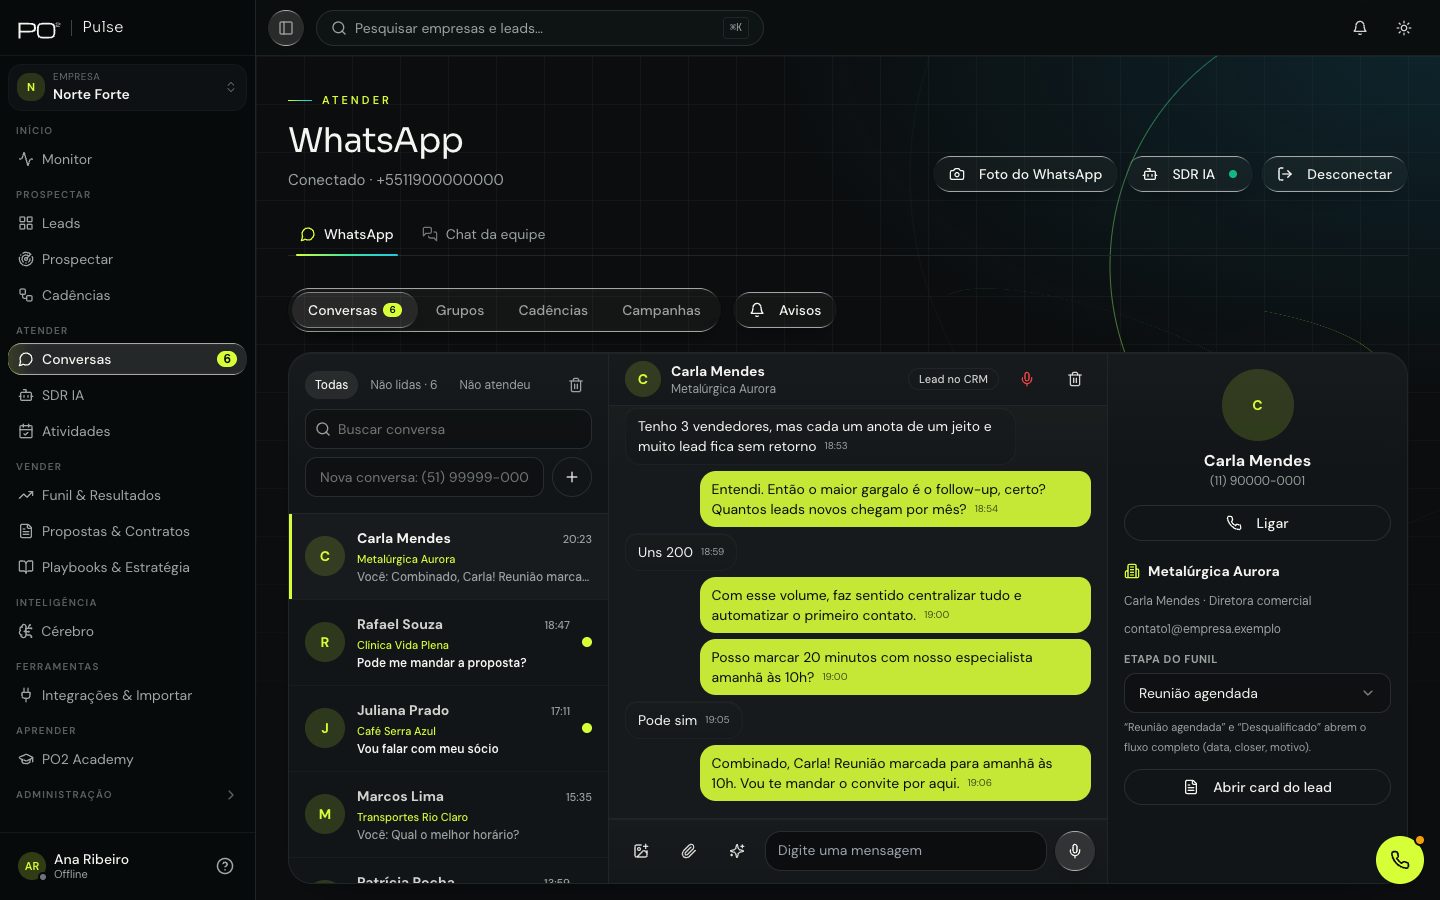 PO² | Pulse
Pesquisar empresas e leads...
⌘K
EMPRESA
N
Norte Forte
INÍCIO
Monitor
PROSPECTAR
Leads
Prospectar
Cadências
ATENDER
Conversas
6
SDR IA
Atividades
VENDER
Funil & Resultados
Propostas & Contratos
Playbooks & Estratégia
INTELIGÊNCIA
Cérebro
FERRAMENTAS
Integrações & Importar
APRENDER
PO2 Academy
ADMINISTRAÇÃO
AR
Ana Ribeiro
Offline
ATENDER
WhatsApp
Conectado · +5511900000000
Foto do WhatsApp
SDR IA
Desconectar
WhatsApp
Chat da equipe
Conversas 6
Grupos
Cadências
Campanhas
Avisos
Todas
Não lidas · 6
Não atendeu
Buscar conversa
Nova conversa: (51) 99999-000
C
Carla Mendes
20:23
Metalúrgica Aurora
Você: Combinado, Carla! Reunião marca...
R
Rafael Souza
18:47
Clínica Vida Plena
Pode me mandar a proposta?
J
Juliana Prado
17:11
Café Serra Azul
Vou falar com meu sócio
M
Marcos Lima
15:35
Transportes Rio Claro
Você: Qual o melhor horário?
Patrícia Rocha
13:59
C
Carla Mendes
Metalúrgica Aurora
Lead no CRM
Tenho 3 vendedores, mas cada um anota de um jeito e
muito lead fica sem retorno 18:53
Entendi. Então o maior gargalo é o follow-up, certo?
Quantos leads novos chegam por mês? 18:54
Uns 200 18:59
Com esse volume, faz sentido centralizar tudo e
automatizar o primeiro contato. 19:00
Posso marcar 20 minutos com nosso especialista
amanhã às 10h? 19:00
Pode sim 19:05
Combinado, Carla! Reunião marcada para amanhã às
10h. Vou te mandar o convite por aqui. 19:06
Digite uma mensagem
C
Carla Mendes
(11) 90000-0001
Ligar
Metalúrgica Aurora
Carla Mendes · Diretora comercial
contato1@empresa.exemplo
ETAPA DO FUNIL
Reunião agendada
“Reunião agendada” e “Desqualificado” abrem o
fluxo completo (data, closer, motivo).
Abrir card do lead